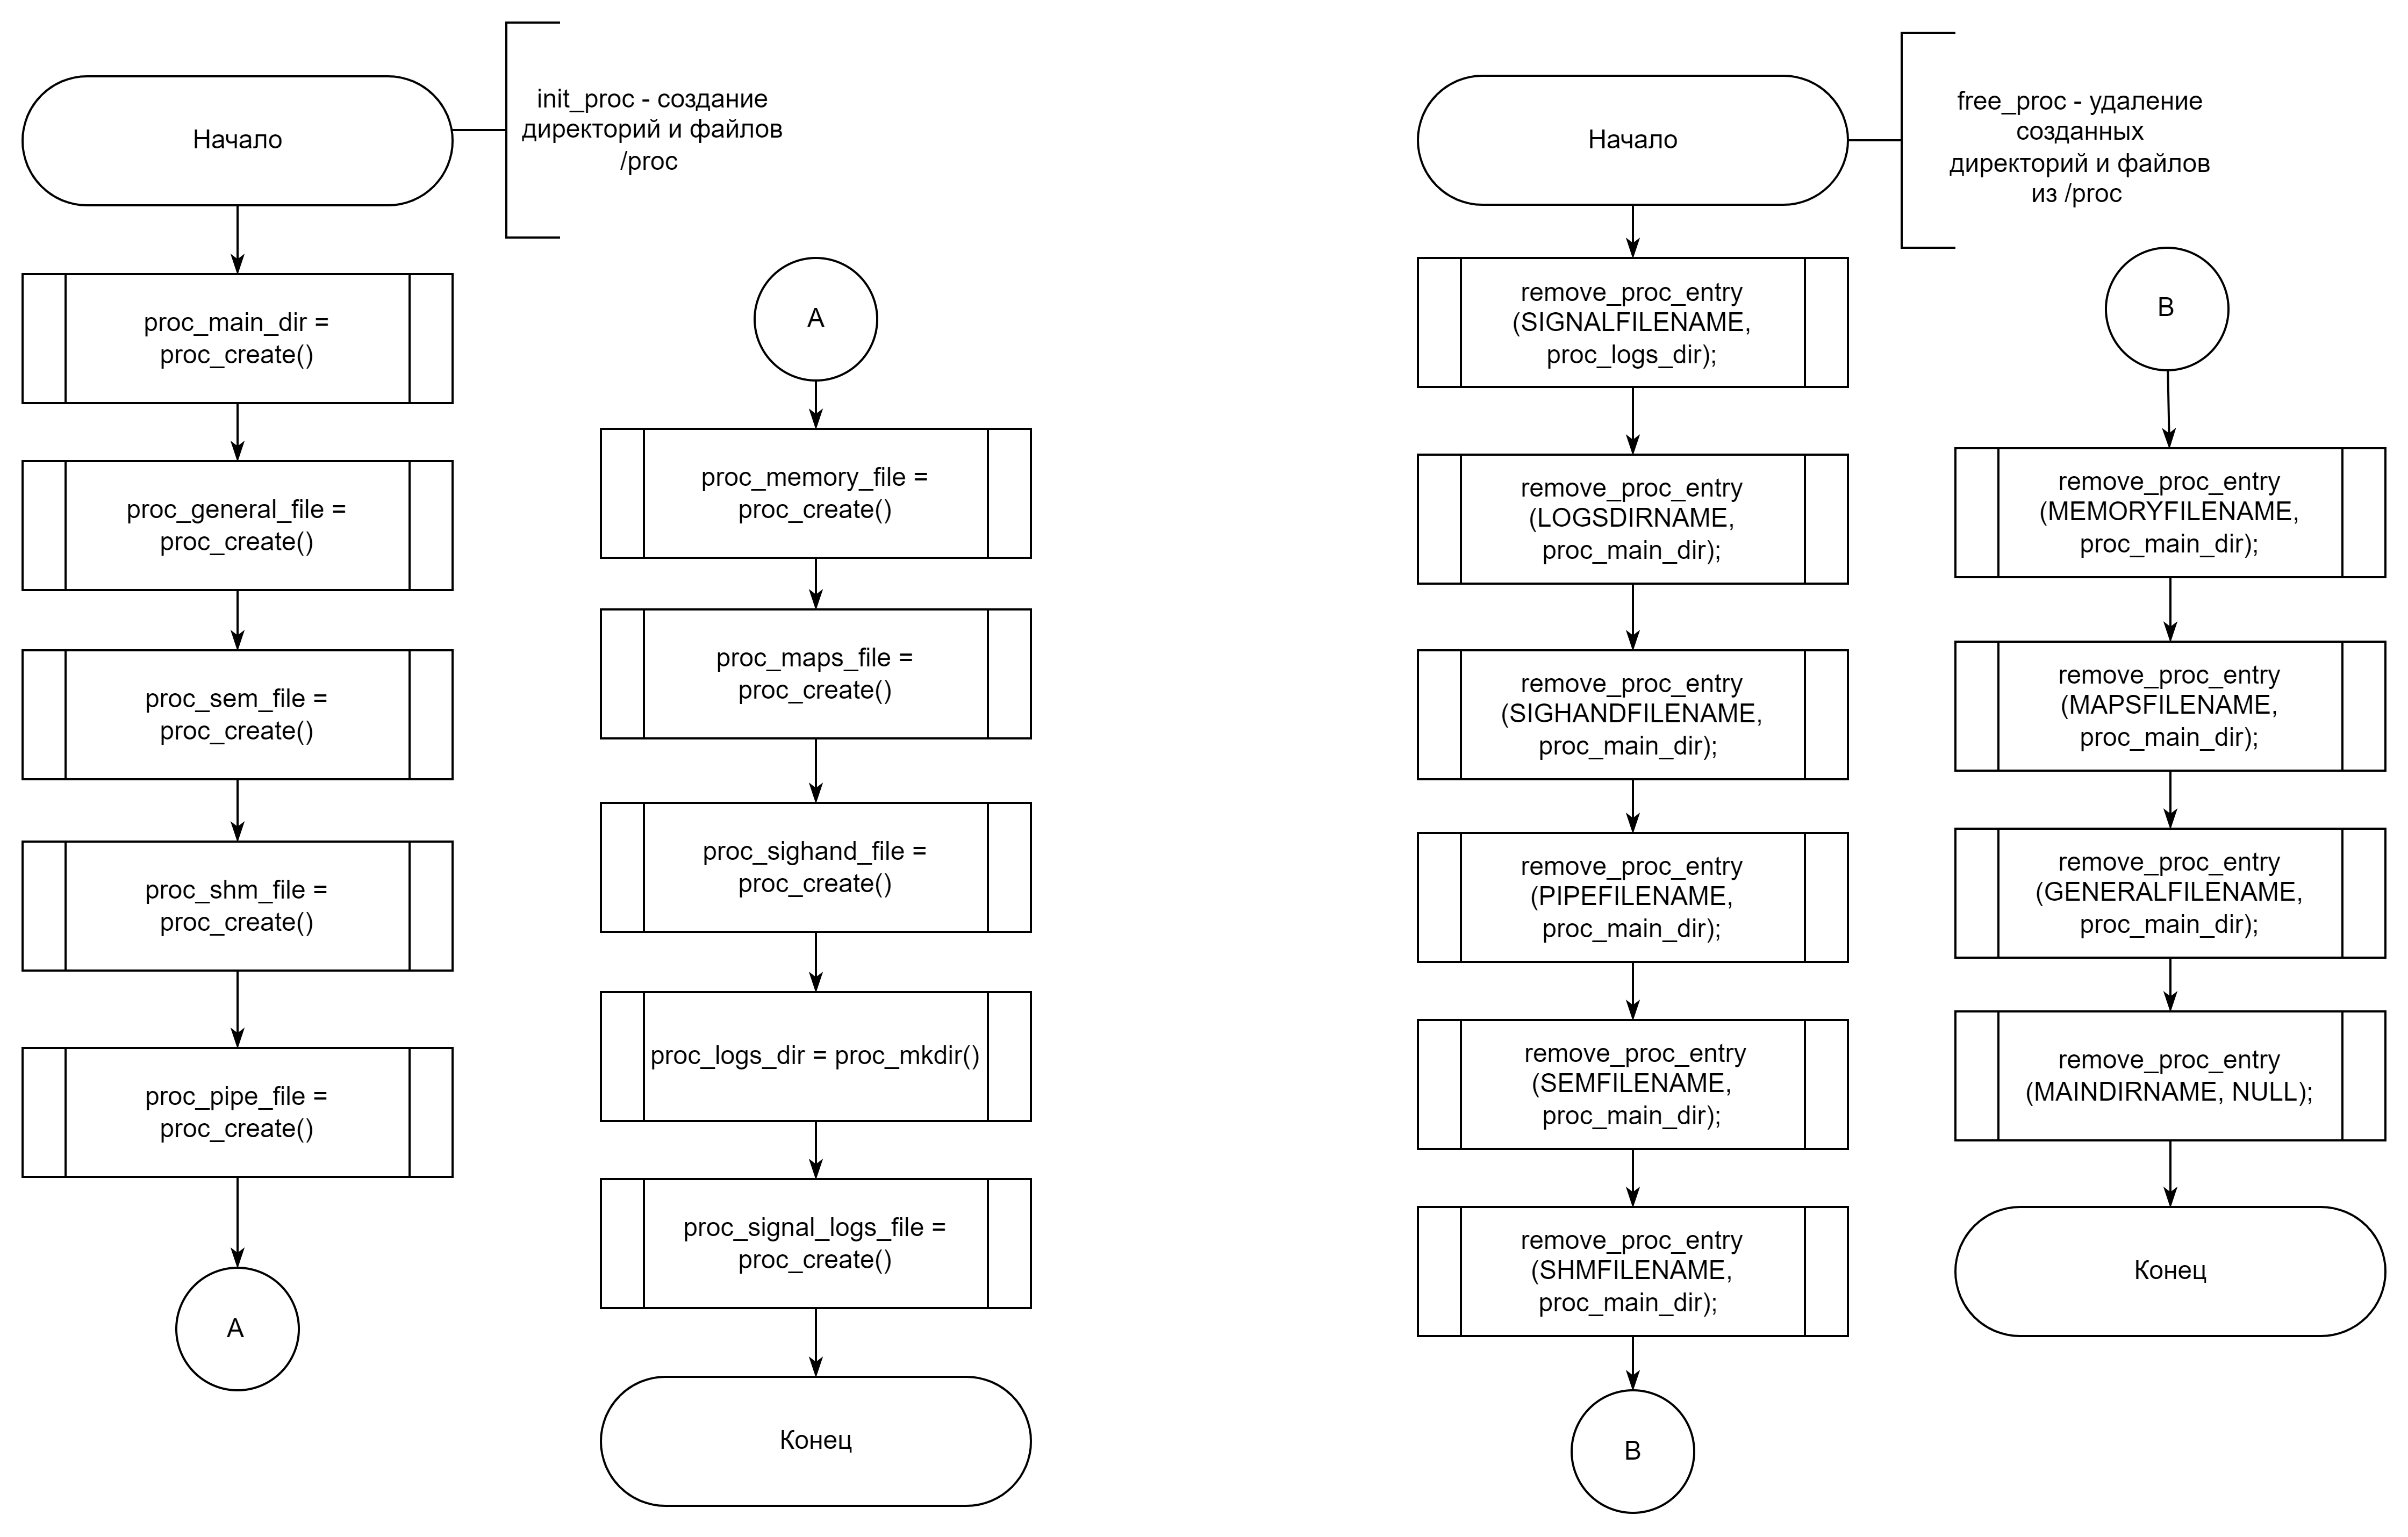 Начало
init_proc - создание
директорий и файлов
/proc
proc_main_dir =
proc_create()
proc_general_file =
proc_create()
proc_sem_file =
proc_create()
proc_shm_file =
proc_create()
proc_pipe_file =
proc_create()
A
A
proc_memory_file =
proc_create()
proc_maps_file =
proc_create()
proc_sighand_file =
proc_create()
proc_logs_dir = proc_mkdir()
proc_signal_logs_file =
proc_create()
Конец
Начало
free_proc - удаление
созданных
директорий и файлов
из /proc
remove_proc_entry
(SIGNALFILENAME,
proc_logs_dir);
remove_proc_entry
(LOGSDIRNAME,
proc_main_dir);
remove_proc_entry
(SIGHANDFILENAME,
proc_main_dir);
remove_proc_entry
(PIPEFILENAME,
proc_main_dir);
remove_proc_entry
(SEMFILENAME,
proc_main_dir);
remove_proc_entry
(SHMFILENAME,
proc_main_dir);
B
B
remove_proc_entry
(MEMORYFILENAME,
proc_main_dir);
remove_proc_entry
(MAPSFILENAME,
proc_main_dir);
remove_proc_entry
(GENERALFILENAME,
proc_main_dir);
remove_proc_entry
(MAINDIRNAME, NULL);
Конец